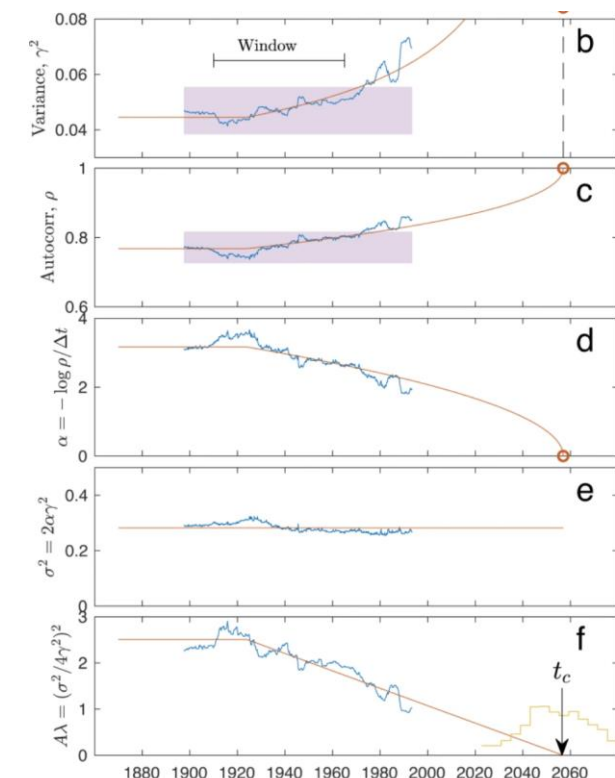 0.08
b
Window
Variance, γ²
0.06
0.04
1
c
Autocorr, ρ
0.8
0.6
4
d
α = − log ρ/Δt
2
0
e
0.4
σ² = 2αγ²
0.2
0
3
f
Aλ = (σ²/4γ²)²
2
t_c
1
0
1880 1900 1920 1940 1960 1980 2000 2020 2040 2060